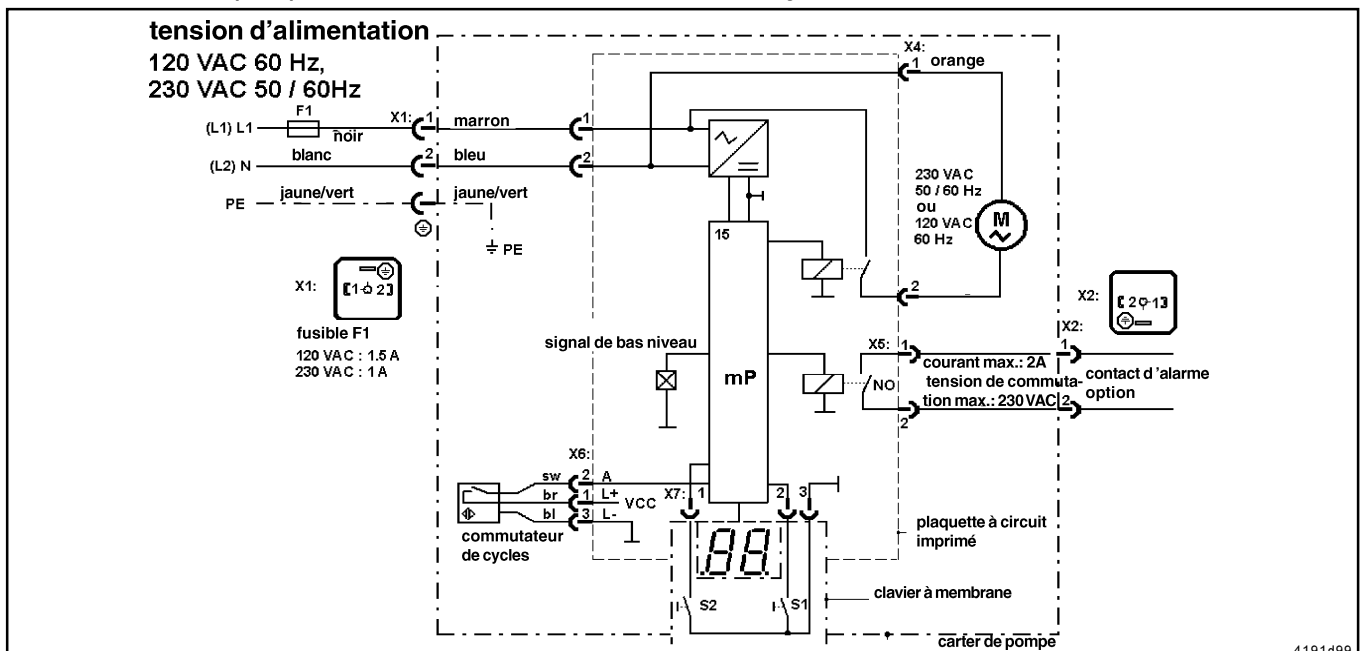 tension d'alimentation
120 VAC 60 Hz,
230 VAC 50 / 60Hz
X4:
1 orange
F1
(L1) L1
noir
X1: 1
marron
1
blanc
(L2) N
2
bleu
2
jaune/vert
PE
jaune/vert
PE
15
230 VAC
50 / 60 Hz
ou
120 VAC
60 Hz
M
2
X1:
1 2
fusible F1
120 VAC : 1.5 A
230 VAC : 1 A
X2:
2 1
signal de bas niveau
mP
X5: 1
NO
2
courant max.: 2A
tension de commuta-
tion max.: 230 VAC
X2:
1
2
contact d'alarme
option
X6:
sw 2 A
br 1 L+
VCC
bl 3 L-
commutateur
de cycles
X7: 1
2 3
88
S2
S1
plaquette à circuit
imprimé
clavier à membrane
carter de pompe
4191d99